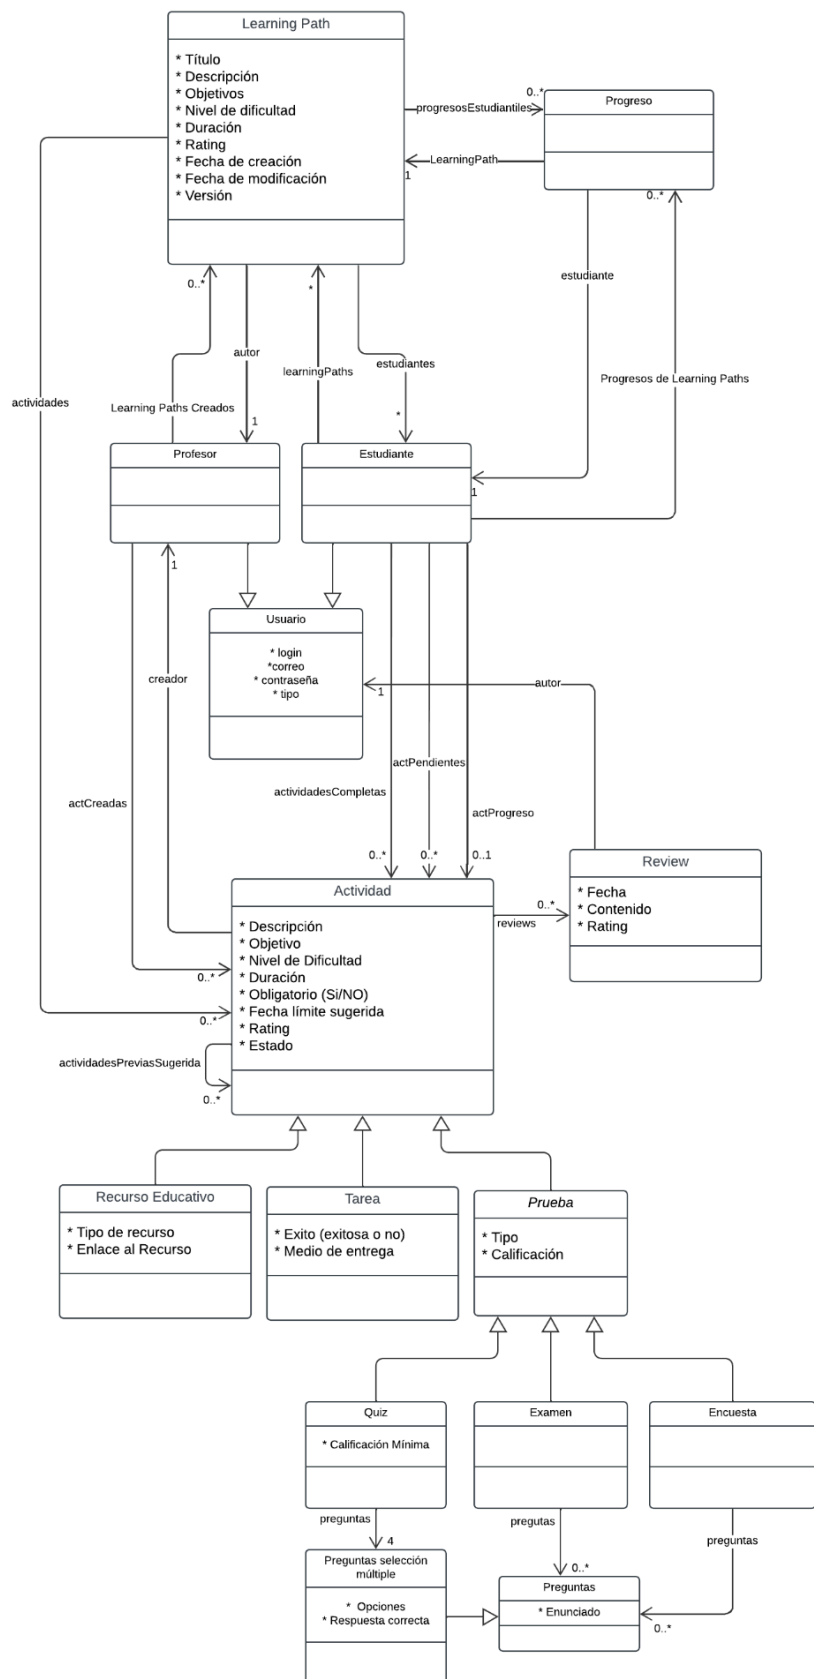 Learning Path
* Título
* Descripción
* Objetivos
* Nivel de dificultad
* Duración
* Rating
* Fecha de creación
* Fecha de modificación
* Versión
progresosEstudiantiles
0..*
Progreso
LearningPath
1
0..*
estudiante
Progresos de Learning Paths
0..*
autor
*
learningPaths
estudiantes
actividades
Learning Paths Creados
1
*
Profesor
Estudiante
1
1
Usuario
* login
*correo
* contraseña
* tipo
creador
1
autor
actPendientes
actividadesCompletas
actCreadas
actProgreso
0..*
0..*
0..1
Actividad
* Descripción
* Objetivo
* Nivel de Dificultad
* Duración
* Obligatorio (Si/NO)
* Fecha límite sugerida
* Rating
* Estado
0..*
reviews
Review
* Fecha
* Contenido
* Rating
0..*
0..*
actividadesPreviasSugerida
0..*
Recurso Educativo
* Tipo de recurso
* Enlace al Recurso
Tarea
* Exito (exitosa o no)
* Medio de entrega
Prueba
* Tipo
* Calificación
Quiz
* Calificación Mínima
Examen
Encuesta
preguntas
4
pregutas
0..*
preguntas
0..*
Preguntas selección
múltiple
* Opciones
* Respuesta correcta
Preguntas
* Enunciado